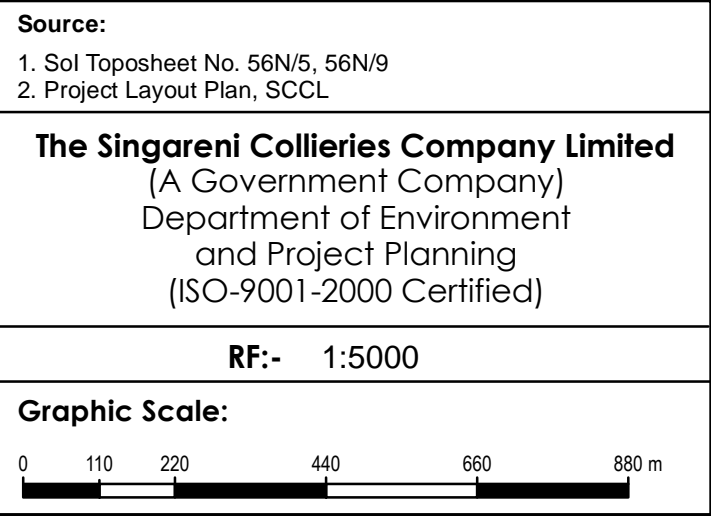 Source:
1. SoI Toposheet No. 56N/5, 56N/9
2. Project Layout Plan, SCCL
The Singareni Collieries Company Limited
(A Government Company)
Department of Environment
and Project Planning
(ISO-9001-2000 Certified)
RF:- 1:5000
Graphic Scale:
0 110 220 440 660 880 m